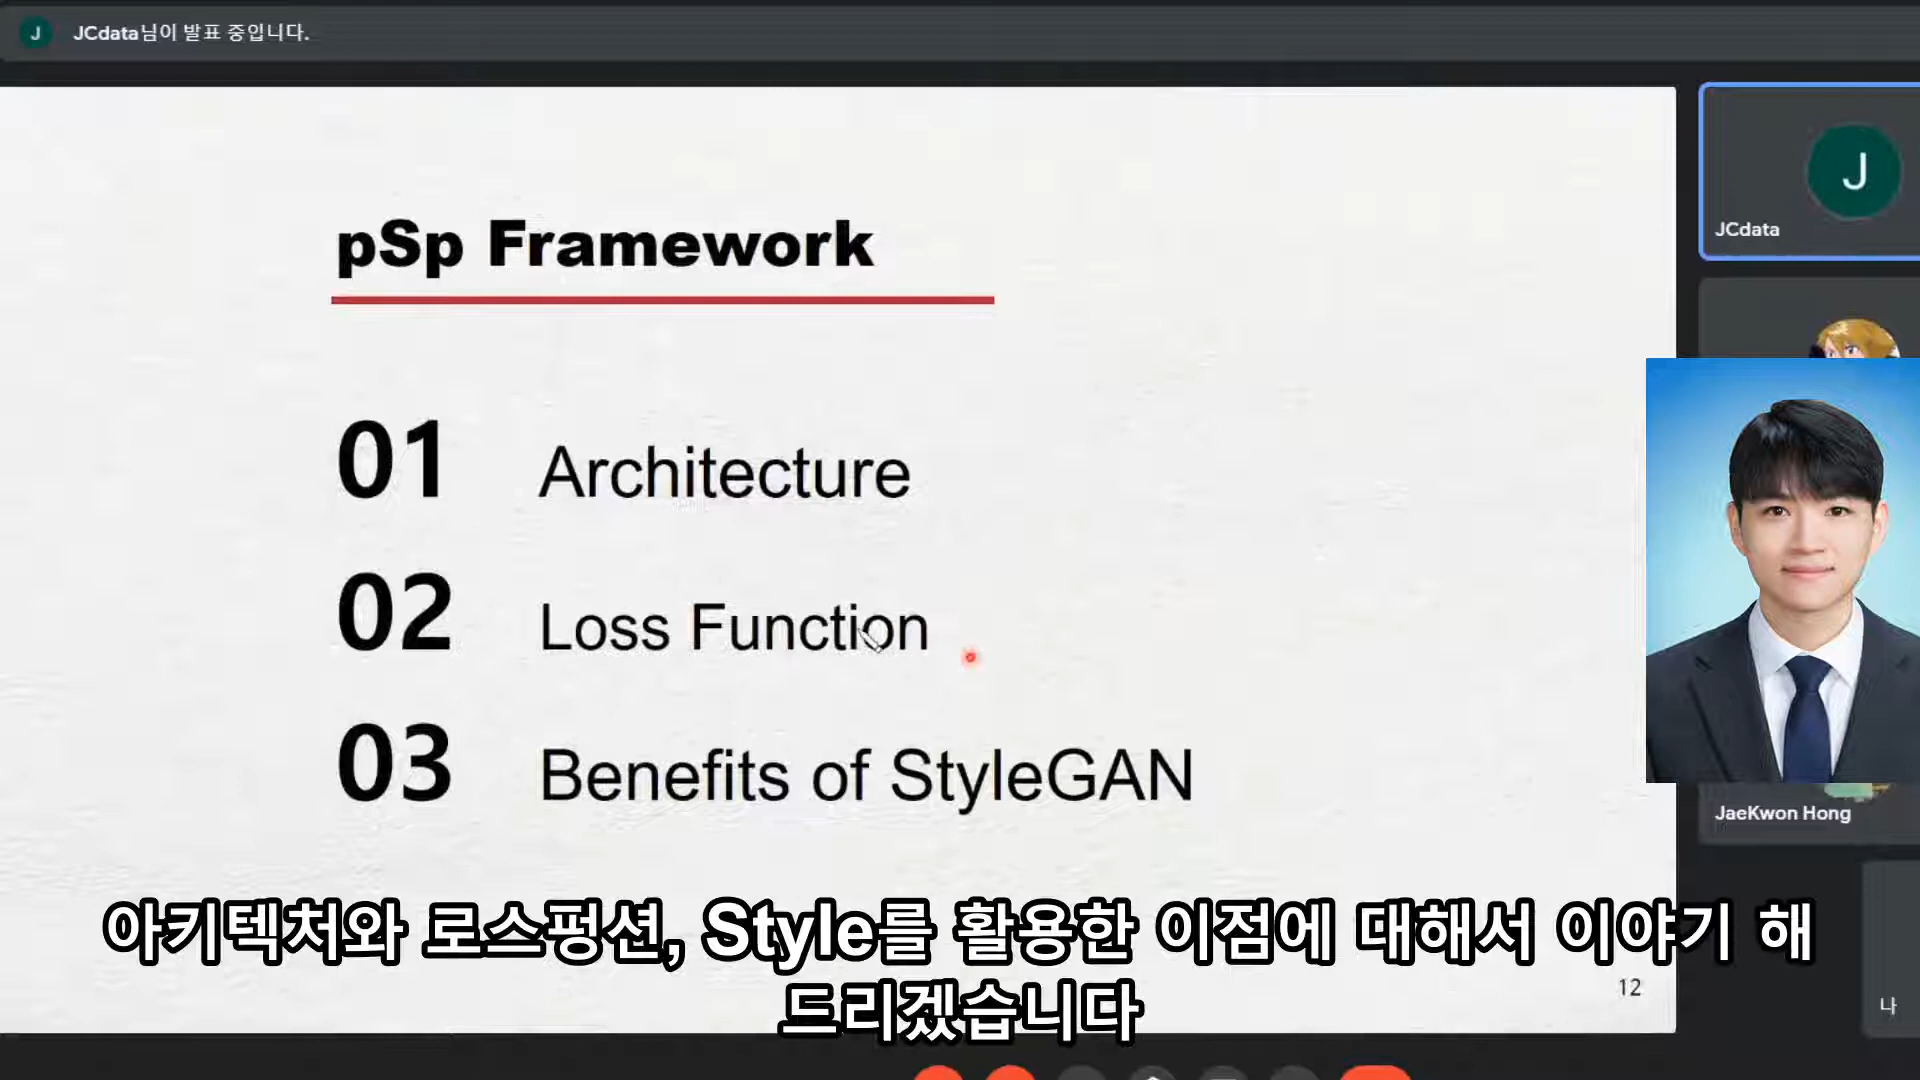 J JCdata님이 발표 중입니다.
pSp Framework
01 Architecture
02 Loss Function
03 Benefits of StyleGAN
12
J
JCdata
JaeKwon Hong
나
아키텍처와 로스펑션, Style를 활용한 이점에 대해서 이야기 해
드리겠습니다